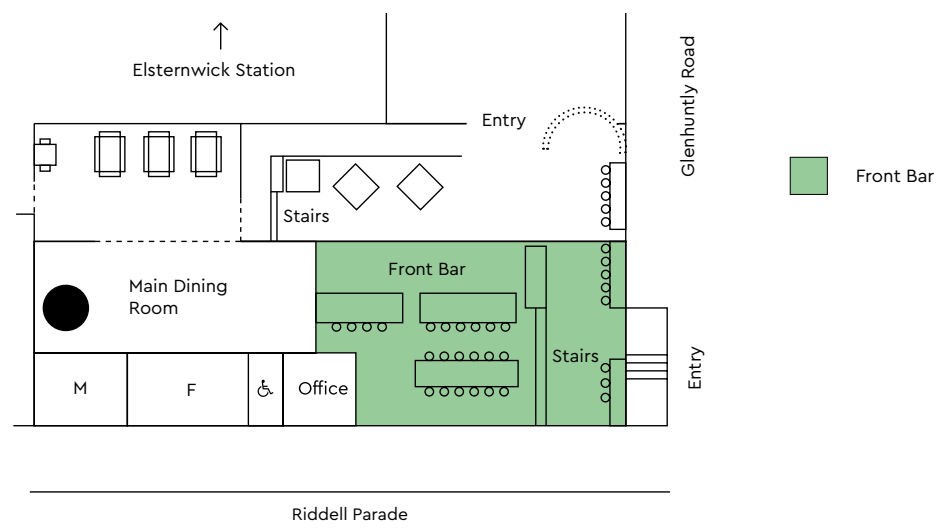 Elsternwick Station
Entry
Glenhuntly Road
Front Bar
Stairs
Front Bar
Main Dining
Room
Stairs
Entry
M
F
Office
Riddell Parade